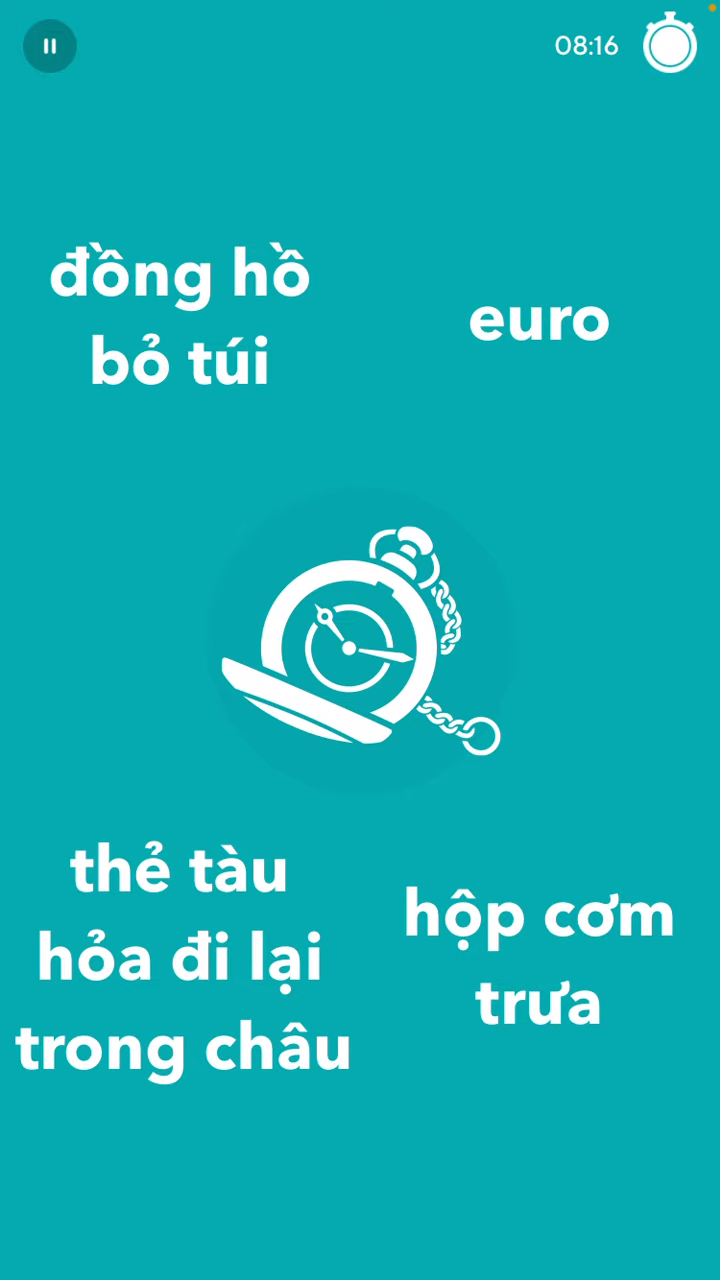 08:16
đồng hồ
bỏ túi
euro
thẻ tàu
hỏa đi lại
trong châu
hộp cơm
trưa